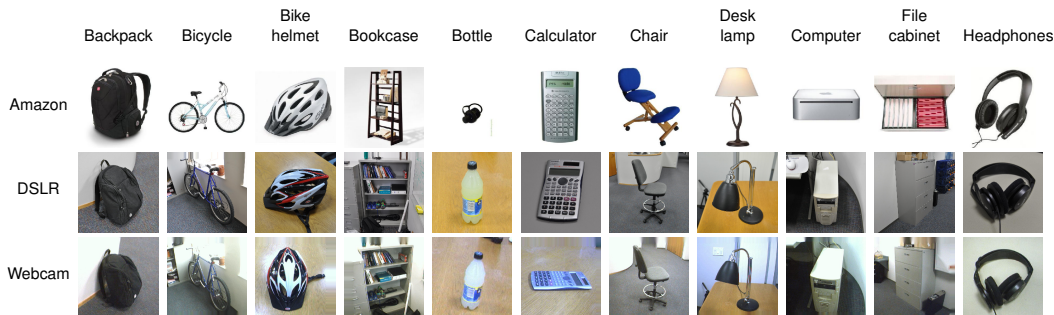 Backpack Bicycle Bike helmet Bookcase Bottle Calculator Chair Desk lamp Computer File cabinet Headphones
Amazon
DSLR
Webcam